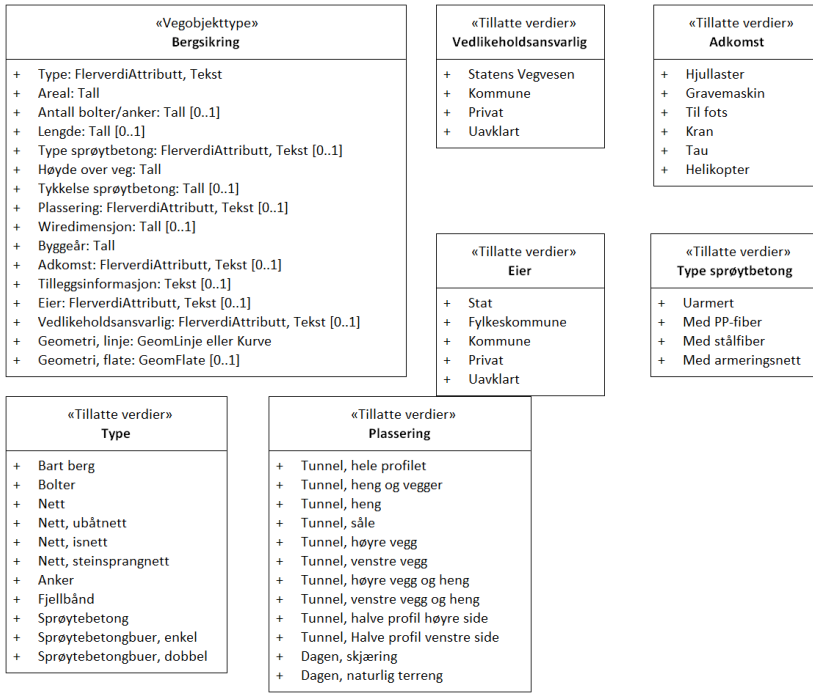 «Vegobjekttype»
Bergsikring
+ Type: FlerverdiAttributt, Tekst
+ Areal: Tall
+ Antall bolter/anker: Tall [0..1]
+ Lengde: Tall [0..1]
+ Type sprøytbetong: FlerverdiAttributt, Tekst [0..1]
+ Høyde over veg: Tall
+ Tykkelse sprøytbetong: Tall [0..1]
+ Plassering: FlerverdiAttributt, Tekst [0..1]
+ Wiredimensjon: Tall [0..1]
+ Byggeår: Tall
+ Adkomst: FlerverdiAttributt, Tekst [0..1]
+ Tilleggsinformasjon: Tekst [0..1]
+ Eier: FlerverdiAttributt, Tekst [0..1]
+ Vedlikeholdsansvarlig: FlerverdiAttributt, Tekst [0..1]
+ Geometri, linje: GeomLinje eller Kurve
+ Geometri, flate: GeomFlate [0..1]
«Tillatte verdier»
Vedlikeholdsansvarlig
+ Statens Vegvesen
+ Kommune
+ Privat
+ Uavklart
«Tillatte verdier»
Adkomst
+ Hjullaster
+ Gravemaskin
+ Til fots
+ Kran
+ Tau
+ Helikopter
«Tillatte verdier»
Eier
+ Stat
+ Fylkeskommune
+ Kommune
+ Privat
+ Uavklart
«Tillatte verdier»
Type sprøytbetong
+ Uarmert
+ Med PP-fiber
+ Med stålfiber
+ Med armeringsnett
«Tillatte verdier»
Type
+ Bart berg
+ Bolter
+ Nett
+ Nett, ubåtnett
+ Nett, isnett
+ Nett, steinsprangnett
+ Anker
+ Fjellbånd
+ Sprøytebetong
+ Sprøytebetongbuer, enkel
+ Sprøytebetongbuer, dobbel
«Tillatte verdier»
Plassering
+ Tunnel, hele profilet
+ Tunnel, heng og vegger
+ Tunnel, heng
+ Tunnel, såle
+ Tunnel, høyre vegg
+ Tunnel, venstre vegg
+ Tunnel, høyre vegg og heng
+ Tunnel, venstre vegg og heng
+ Tunnel, halve profil høyre side
+ Tunnel, Halve profil venstre side
+ Dagen, skjæring
+ Dagen, naturlig terreng